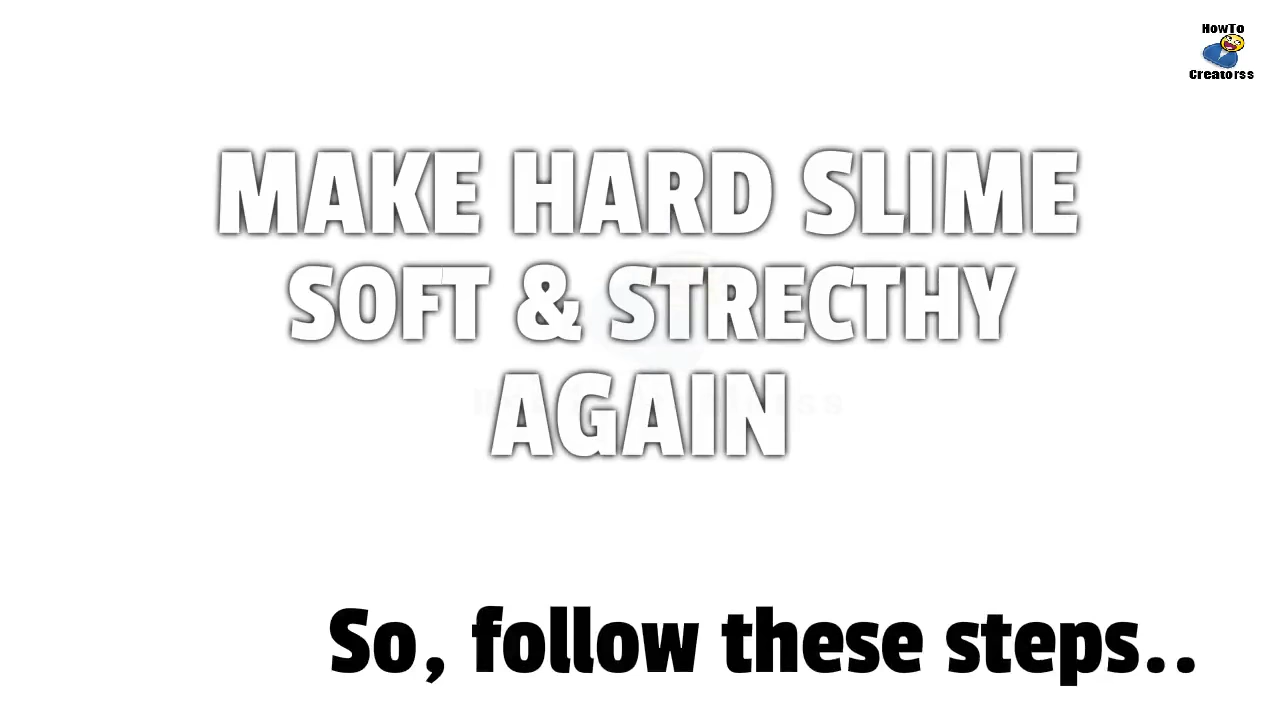 HowTo
Creatorss
MAKE HARD SLIME
SOFT & STRECTHY
AGAIN
So, follow these steps..